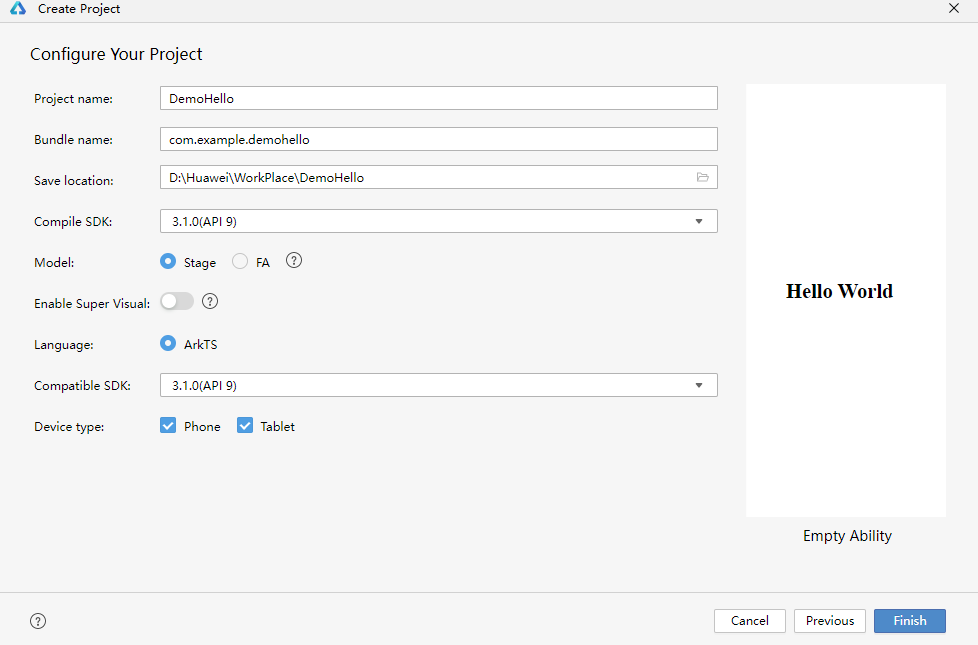 Create Project
Configure Your Project
Project name: DemoHello
Bundle name: com.example.demohello
Save location: D:\Huawei\WorkPlace\DemoHello
Compile SDK: 3.1.0(API 9)
Model: Stage FA ?
Enable Super Visual: ?
Language: ArkTS
Compatible SDK: 3.1.0(API 9)
Device type: Phone Tablet
Hello World
Empty Ability
? Cancel Previous Finish